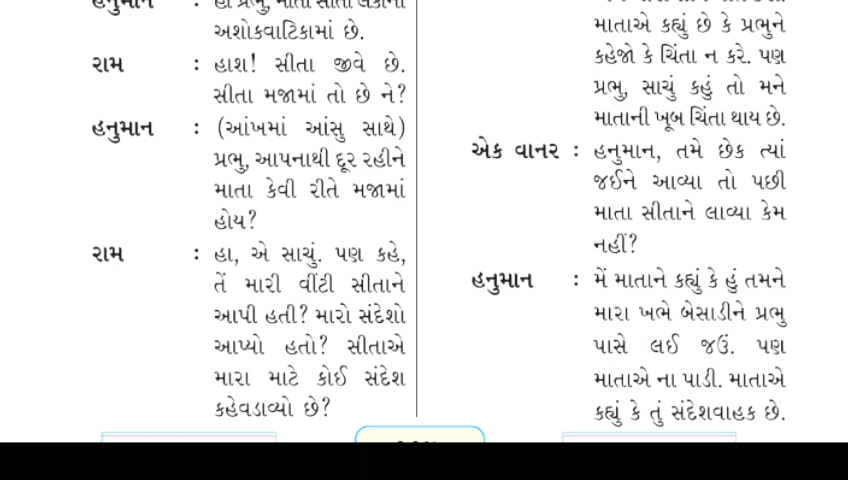 હનુમાન : હા પ્રભુ, માતા સીતા લંકાની
અશોકવાટિકામાં છે.
રામ : હાશ! સીતા જીવે છે.
સીતા મજામાં તો છે ને?
હનુમાન : (આંખમાં આંસુ સાથે)
પ્રભુ, આપનાથી દૂર રહીને
માતા કેવી રીતે મજામાં
હોય?
રામ : હા, એ સાચું. પણ કહે,
તેં મારી વીંટી સીતાને
આપી હતી? મારો સંદેશો
આપ્યો હતો? સીતાએ
મારા માટે કોઈ સંદેશ
કહેવડાવ્યો છે?
માતાએ કહ્યું છે કે પ્રભુને
કહેજો કે ચિંતા ન કરે. પણ
પ્રભુ, સાચું કહું તો મને
માતાની ખૂબ ચિંતા થાય છે.
એક વાનર : હનુમાન, તમે છેક ત્યાં
જઈને આવ્યા તો પછી
માતા સીતાને લાવ્યા કેમ
નહીં?
હનુમાન : મેં માતાને કહ્યું કે હું તમને
મારા ખભે બેસાડીને પ્રભુ
પાસે લઈ જઉં. પણ
માતાએ ના પાડી. માતાએ
કહ્યું કે તું સંદેશવાહક છે.